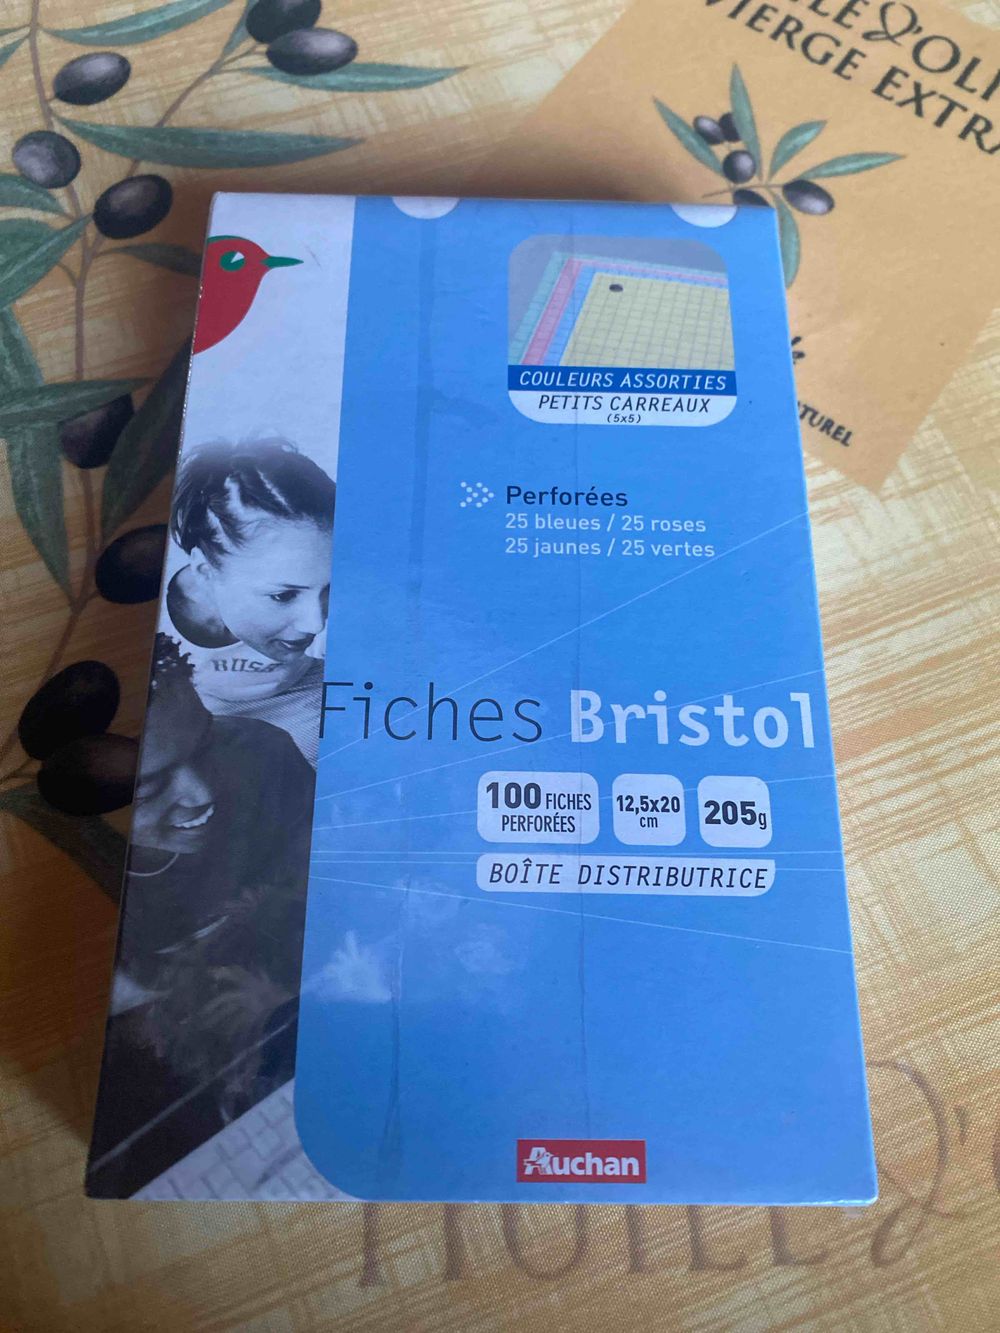 D'OLI
VIERGE EXTRA
COULEURS ASSORTIES
PETITS CARREAUX
(5x5)
Perforées
25 bleues / 25 roses
25 jaunes / 25 vertes
Fiches Bristol
100 FICHES
PERFORÉES
12,5x20
cm
205g
BOÎTE DISTRIBUTRICE
Auchan